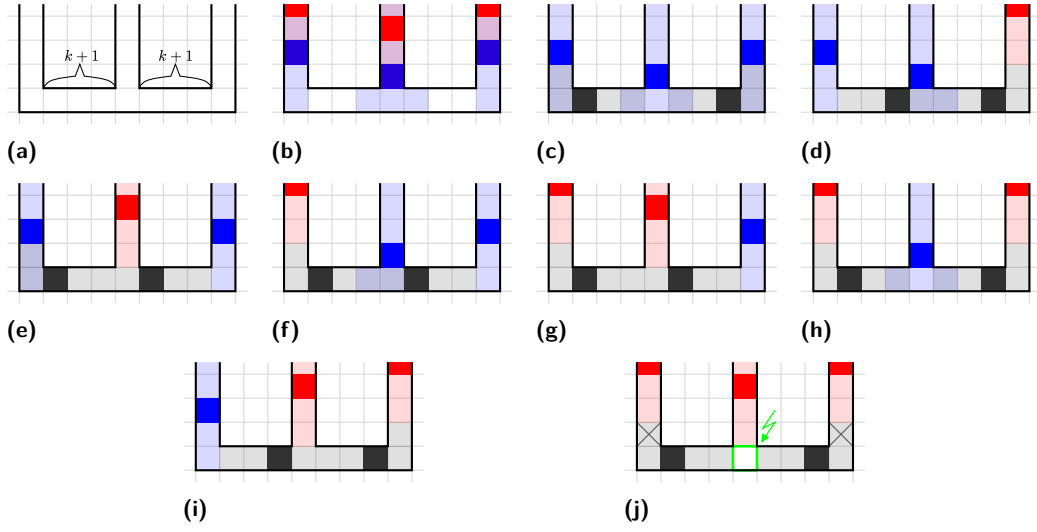 k + 1 k + 1
(a) (b) (c) (d)
(e) (f) (g) (h)
(i) (j)